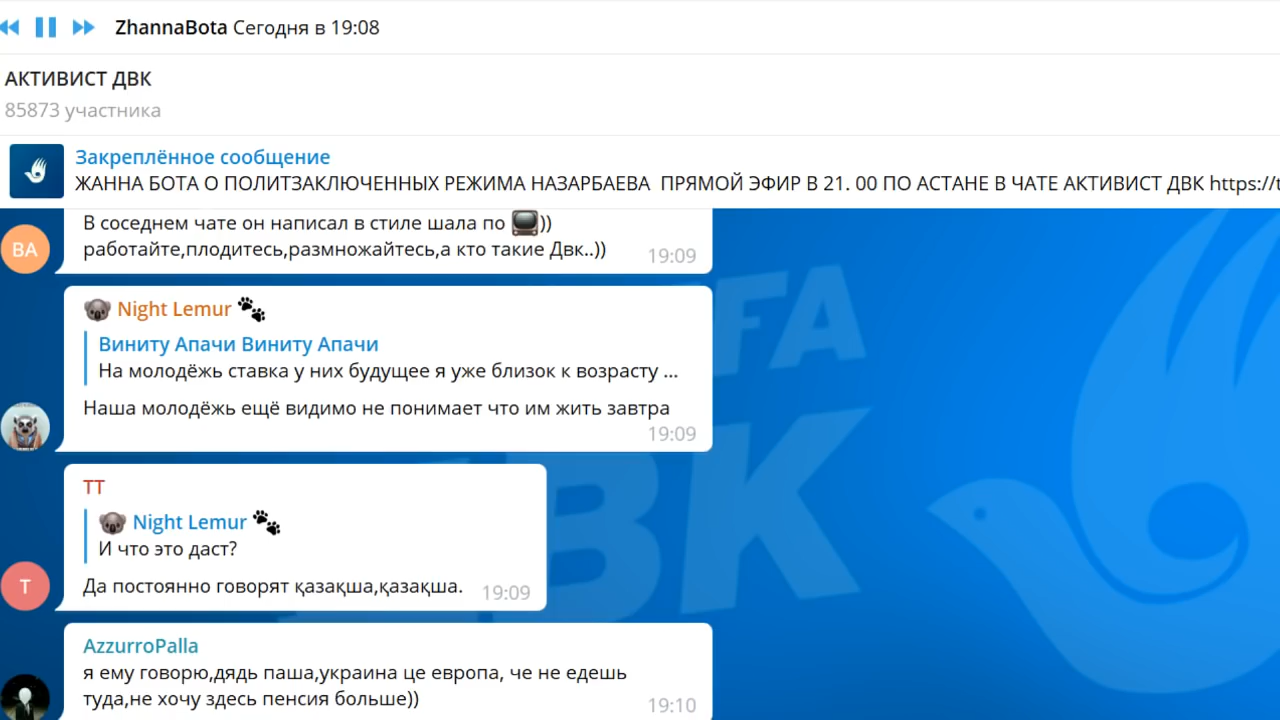 ZhannaBota Сегодня в 19:08
АКТИВИСТ ДВК
85873 участника
Закреплённое сообщение
ЖАННА БОТА О ПОЛИТЗАКЛЮЧЕННЫХ РЕЖИМА НАЗАРБАЕВА ПРЯМОЙ ЭФИР В 21. 00 ПО АСТАНЕ В ЧАТЕ АКТИВИСТ ДВК https://t
В соседнем чате он написал в стиле шала по 📺))
работайте,плодитесь,размножайтесь,а кто такие Двк..))
19:09
ВА
🐨 Night Lemur 🐾
Виниту Апачи Виниту Апачи
На молодёжь ставка у них будущее я уже близок к возрасту ...
Наша молодёжь ещё видимо не понимает что им жить завтра
19:09
ТТ
🐨 Night Lemur 🐾
И что это даст?
Да постоянно говорят қазақша,қазақша.
19:09
Т
AzzurroPalla
я ему говорю,дядь паша,украина це европа, че не едешь
туда,не хочу здесь пенсия больше))
19:10
FA
ВК